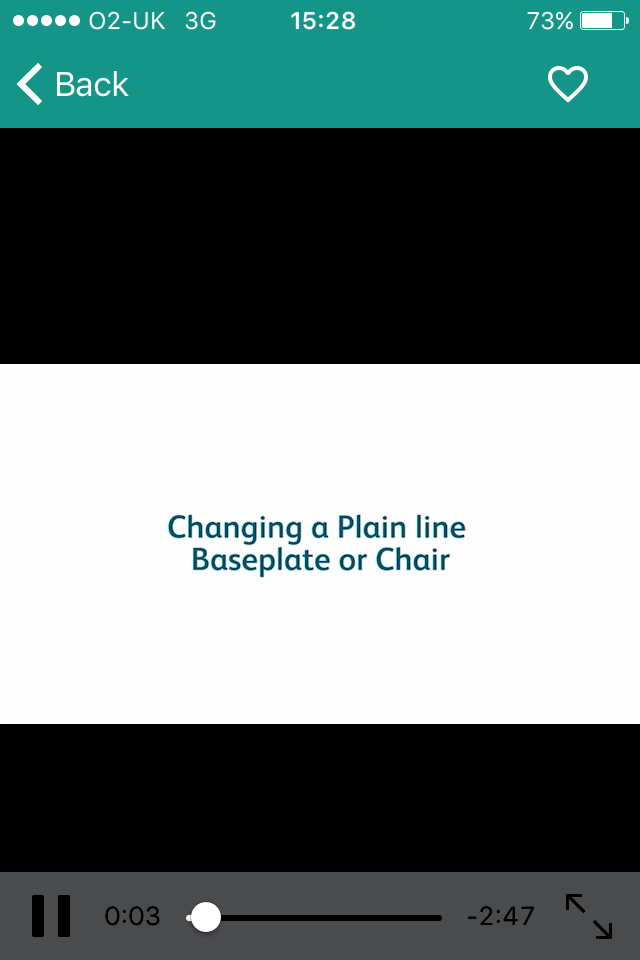 O2-UK 3G 15:28 73%
Back
Changing a Plain line
Baseplate or Chair
0:03 -2:47